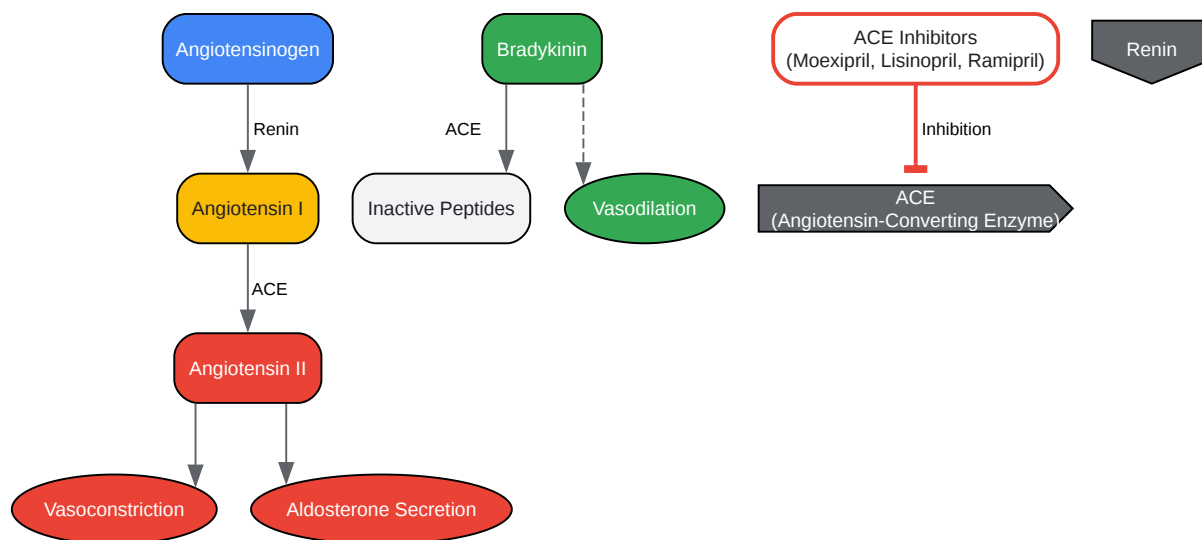 Angiotensinogen
Bradykinin
ACE Inhibitors
(Moexipril, Lisinopril, Ramipril)
Renin
Renin
ACE
Inhibition
Angiotensin I
Inactive Peptides
Vasodilation
ACE
(Angiotensin-Converting Enzyme)
ACE
Angiotensin II
Vasoconstriction
Aldosterone Secretion